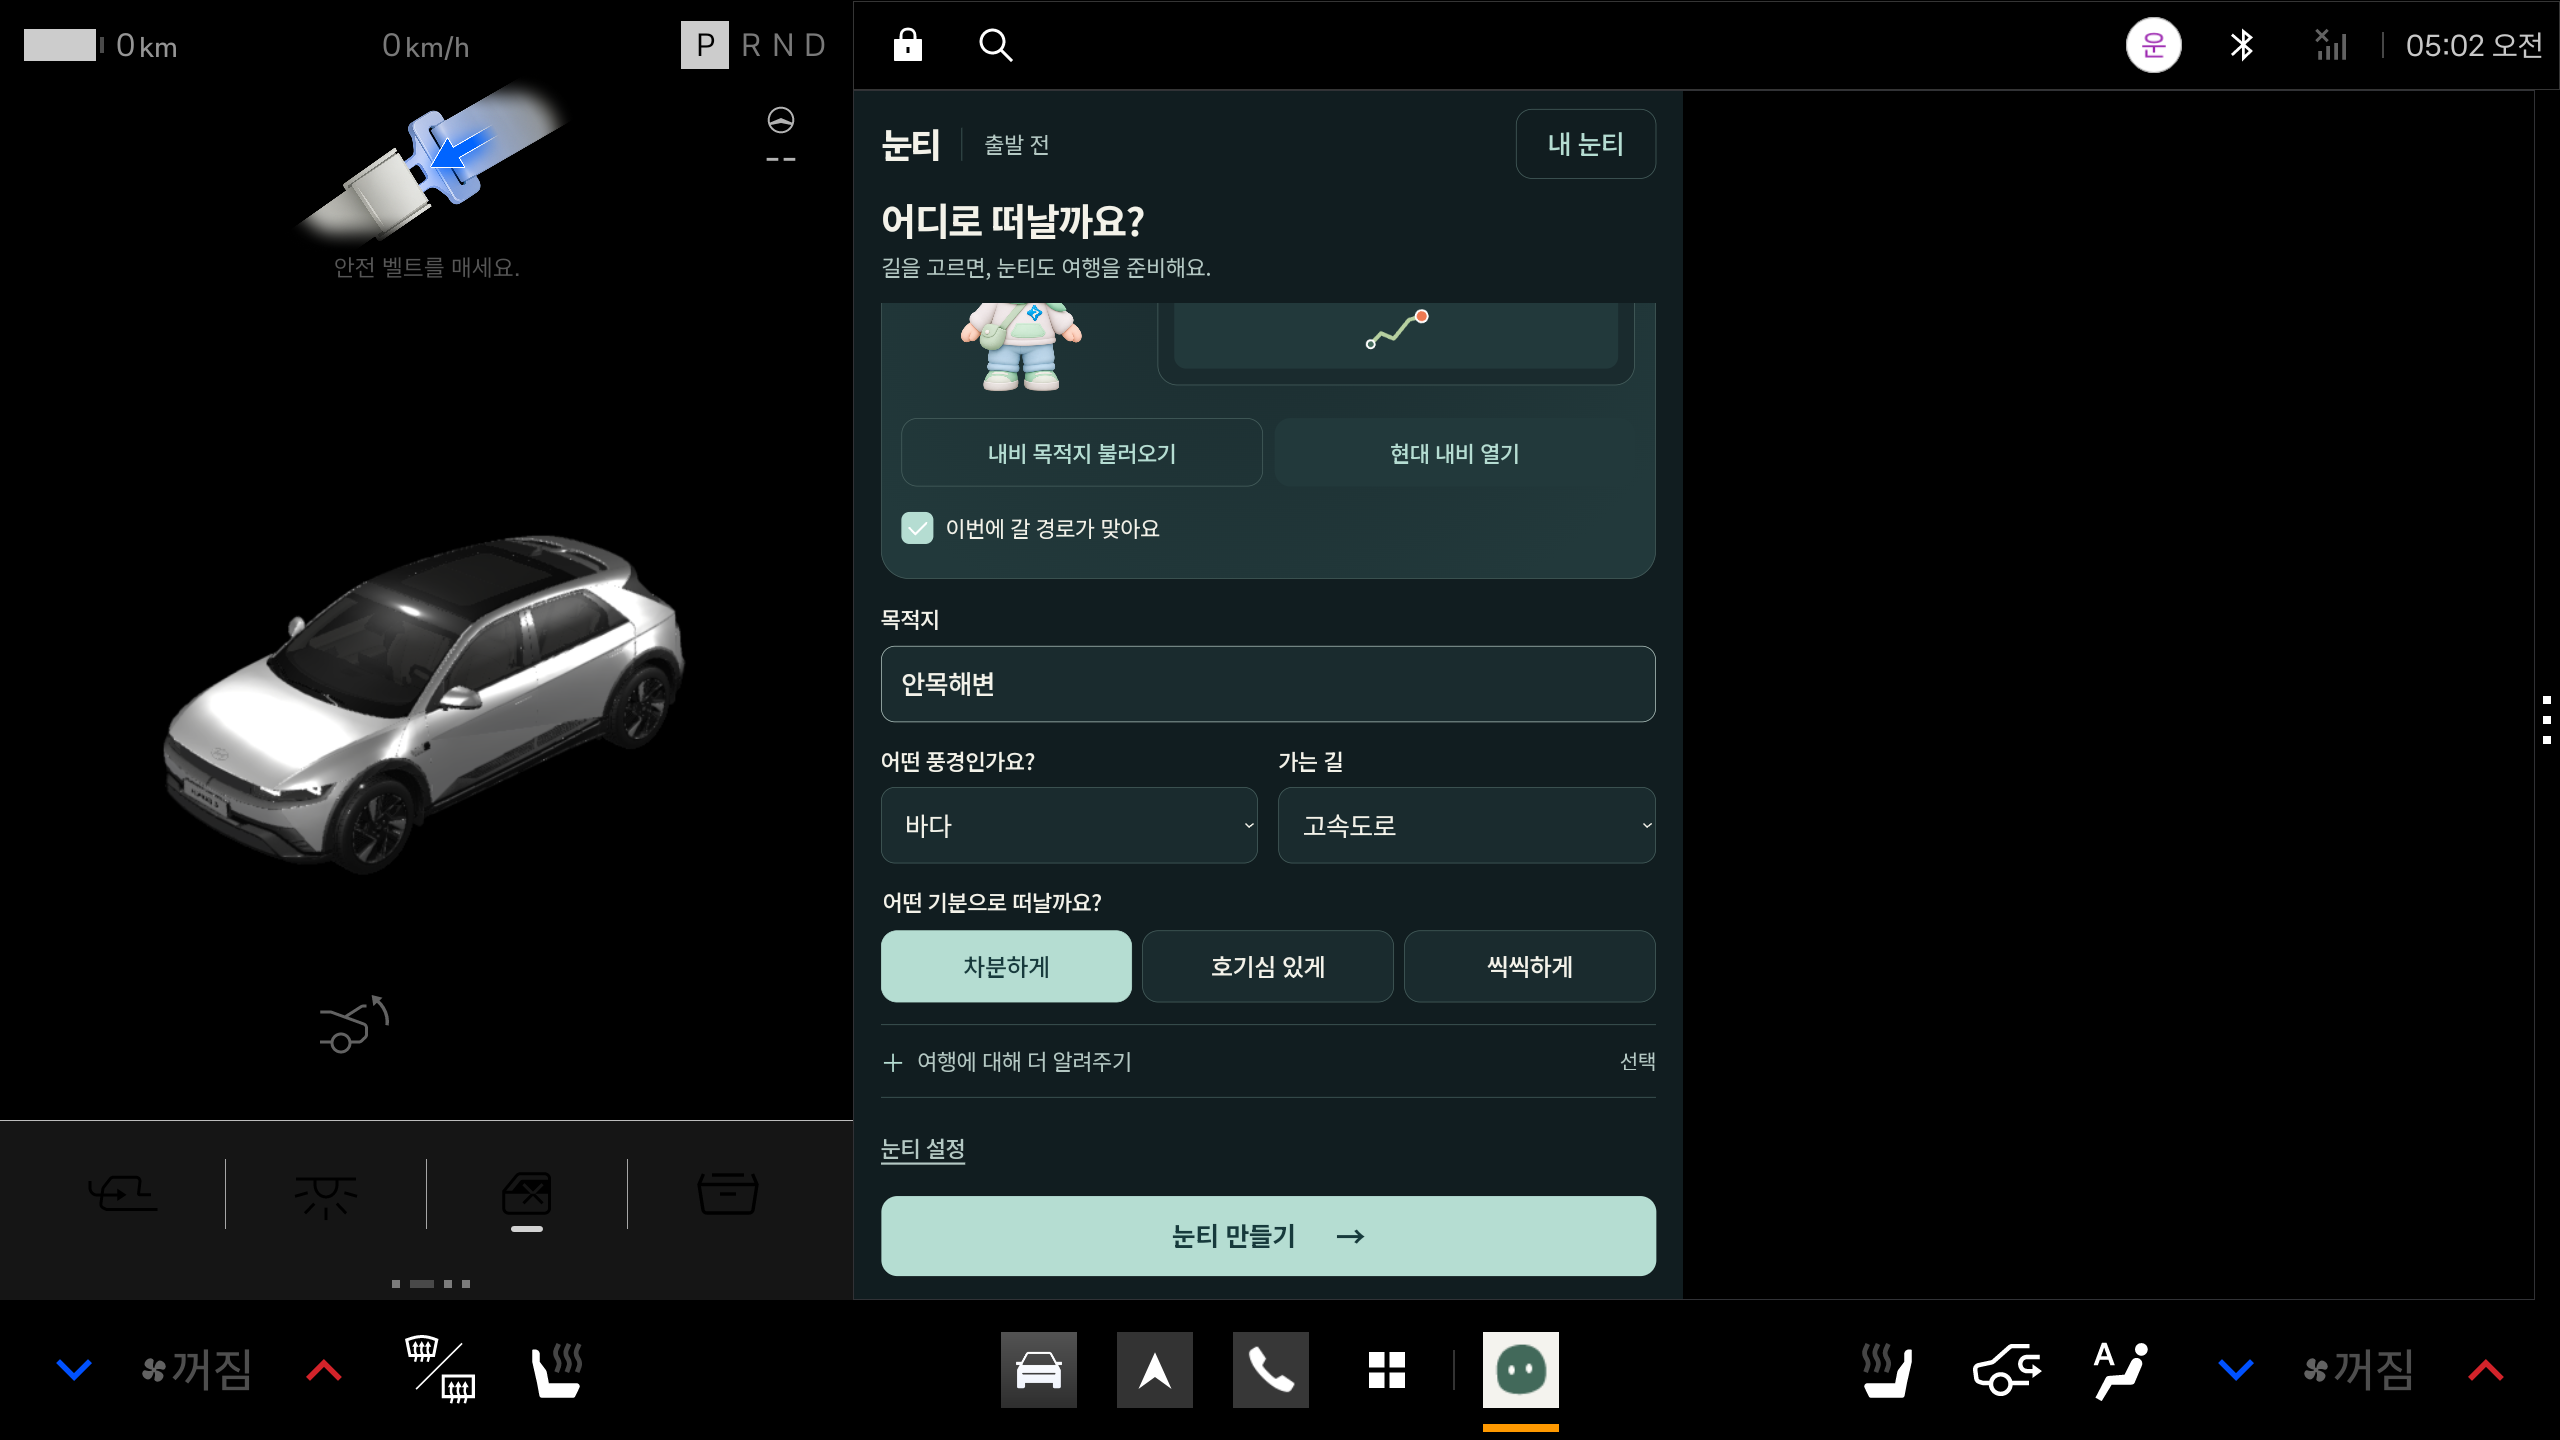 0 km
0 km/h
P R N D
안전 벨트를 매세요.
운
05:02 오전
눈티
출발 전
내 눈티
어디로 떠날까요?
길을 고르면, 눈티도 여행을 준비해요.
내비 목적지 불러오기
현대 내비 열기
이번에 갈 경로가 맞아요
목적지
안목해변
어떤 풍경인가요?
가는 길
바다
고속도로
어떤 기분으로 떠날까요?
차분하게
호기심 있게
씩씩하게
여행에 대해 더 알려주기
선택
눈티 설정
눈티 만들기 →
꺼짐
A
꺼짐